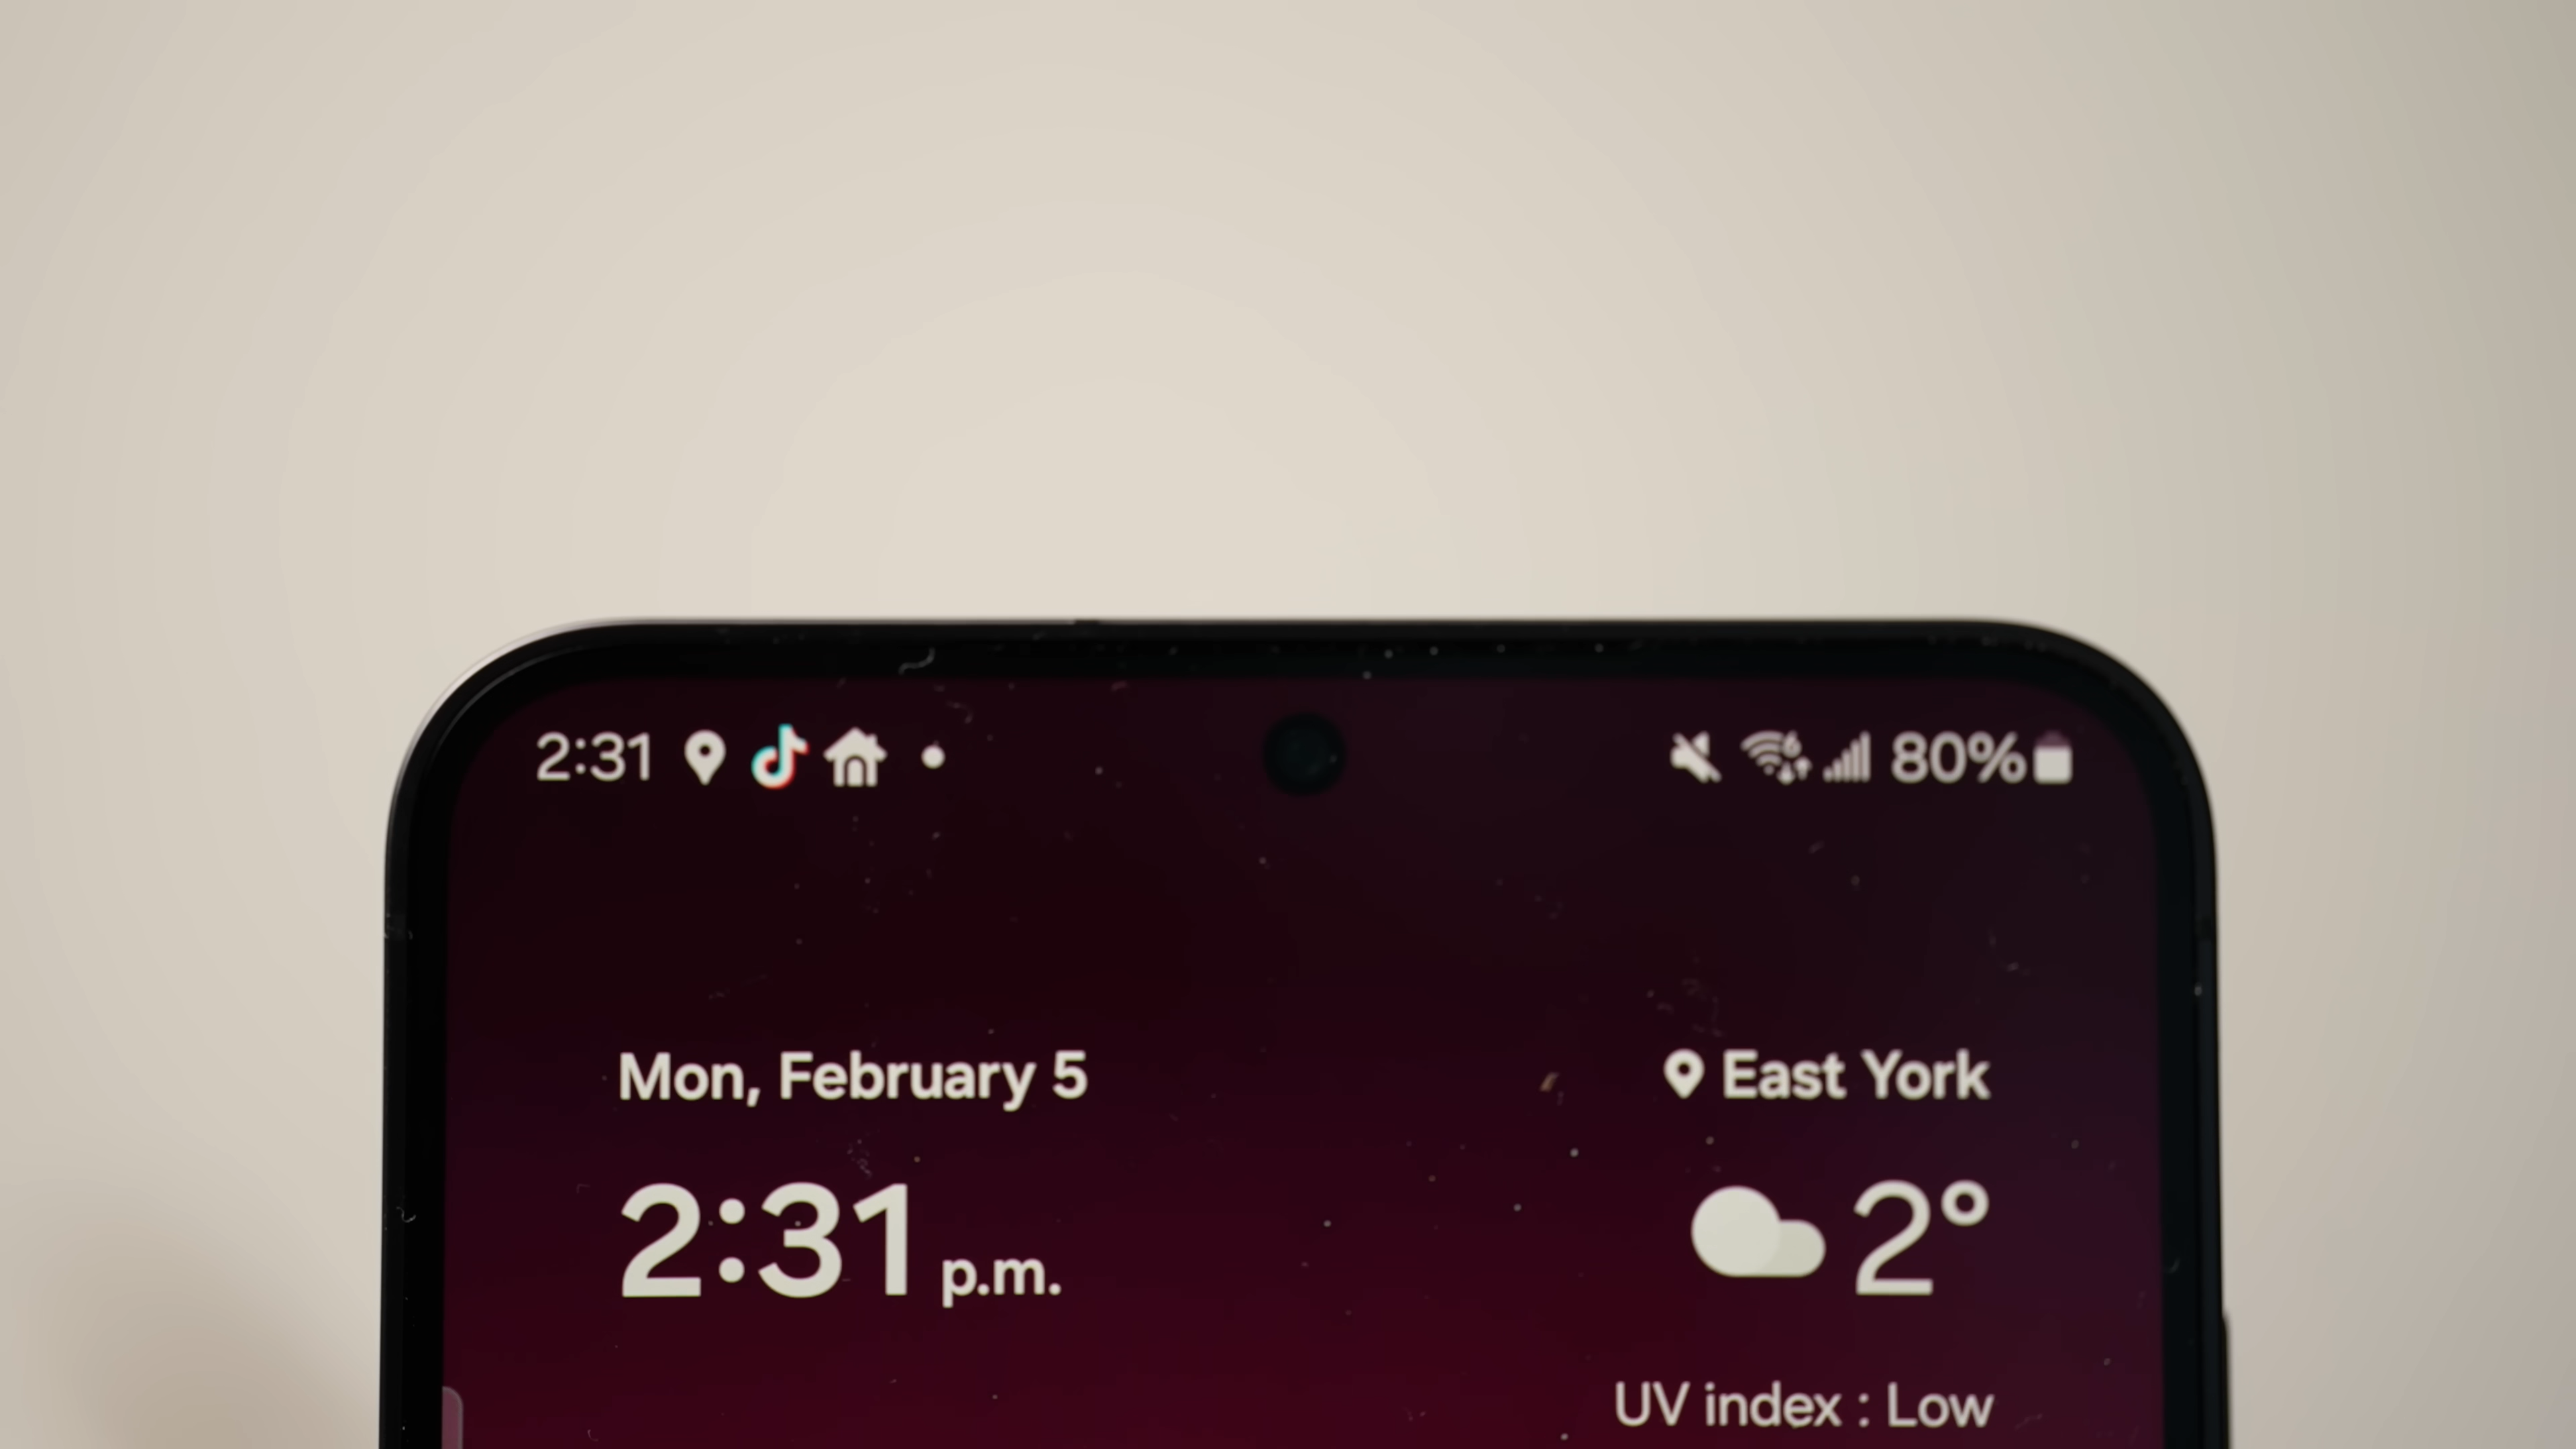 2:31 80%
Mon, February 5
East York
2:31 p.m.
2°
UV index : Low